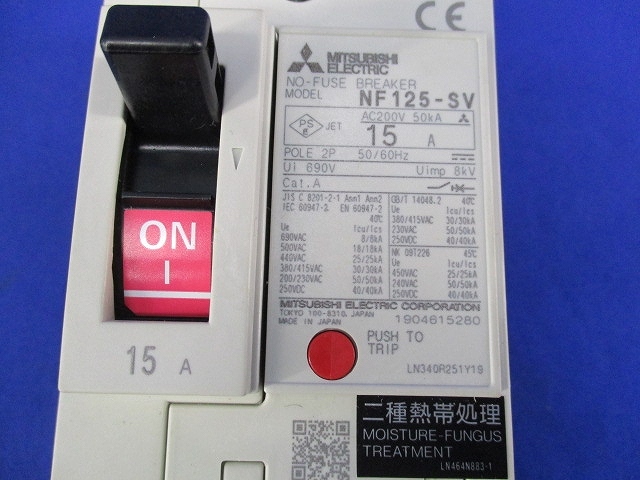 CE
MITSUBISHI
ELECTRIC
NO-FUSE BREAKER
MODEL NF125-SV
PS
E
JET
AC200V 50kA
15 A
POLE 2P 50/60Hz
Ui 690V Uimp 8kV
Cat.A
JIS C 8201-2-1 Ann1 Ann2
IEC 60947-2 EN 60947-2
40℃
Ue Icu/Ics
690VAC 8/8kA
500VAC 18/18kA
440VAC 25/25kA
380/415VAC 30/30kA
200/230VAC 50/50kA
250VDC 40/40kA
GB/T 14048.2 40℃
Ue Icu/Ics
380/415VAC 30/30kA
230VAC 50/50kA
250VDC 40/40kA
NK 09T226 45℃
Ue Icu/Ics
450VAC 25/25kA
240VAC 50/50kA
250VDC 40/40kA
MITSUBISHI ELECTRIC CORPORATION
TOKYO 100-8310, JAPAN
MADE IN JAPAN
1904615280
PUSH TO
TRIP
LN340R251Y19
ON
I
15 A
二種熱帯処理
MOISTURE-FUNGUS
TREATMENT
LN464N883-1